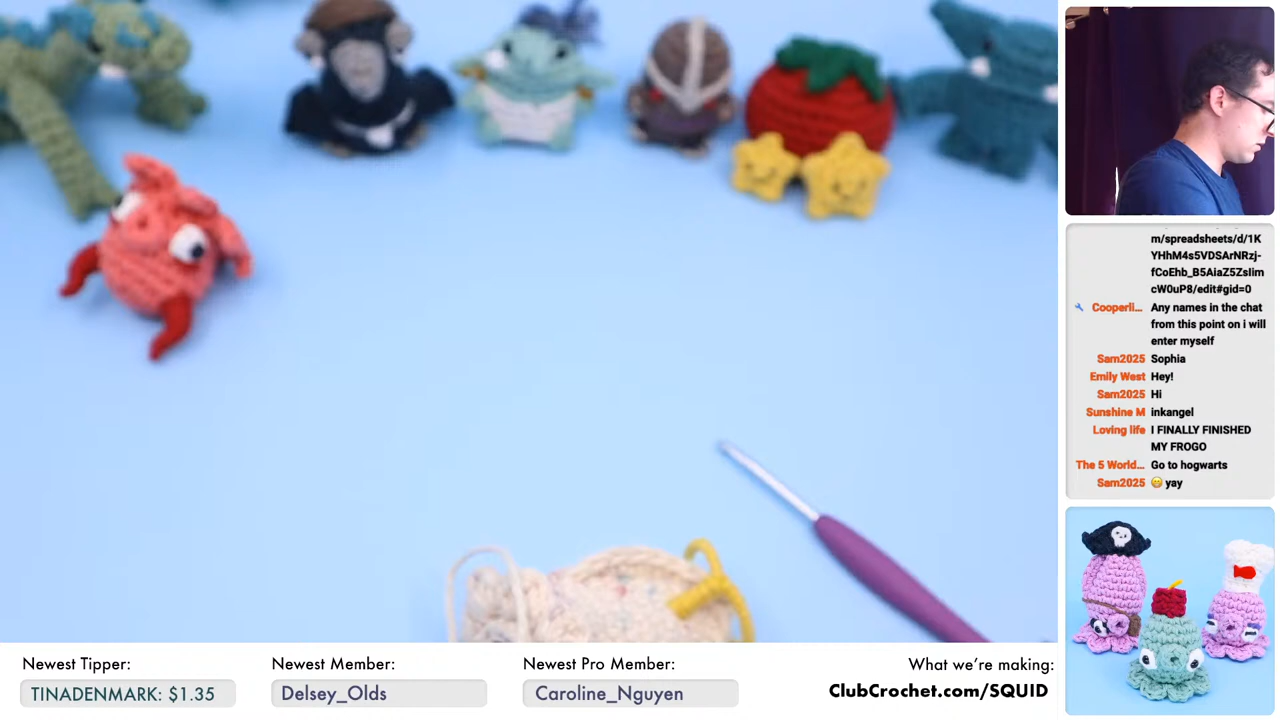 m/spreadsheets/d/1K
YHhM4s5VDSArNRzj-
fCoEhb_B5AiaZ5ZsIim
cW0uP8/edit#gid=0
Cooperli... Any names in the chat
from this point on i will
enter myself
Sam2025 Sophia
Emily West Hey!
Sam2025 Hi
Sunshine M inkangel
Loving life I FINALLY FINISHED
MY FROGO
The 5 World... Go to hogwarts
Sam2025 😁 yay
Newest Tipper:
TINADENMARK: $1.35
Newest Member:
Delsey_Olds
Newest Pro Member:
Caroline_Nguyen
What we're making:
ClubCrochet.com/SQUID